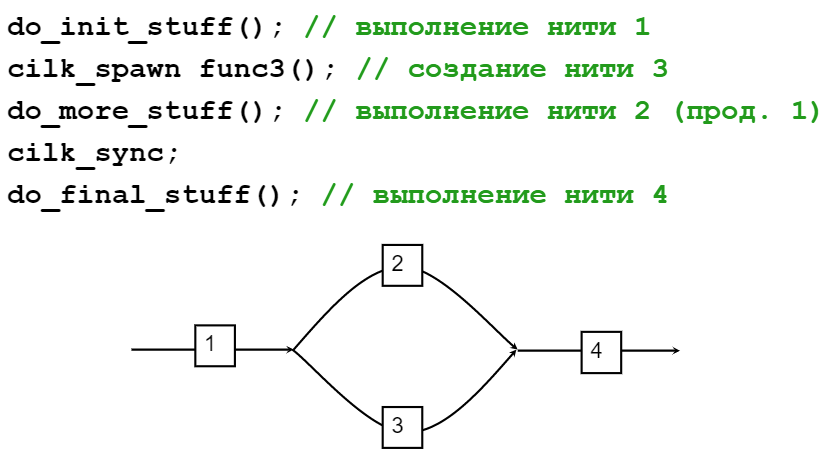 do_init_stuff(); // выполнение нити 1
cilk_spawn func3(); // создание нити 3
do_more_stuff(); // выполнение нити 2 (прод. 1)
cilk_sync;
do_final_stuff(); // выполнение нити 4
2
1
4
3